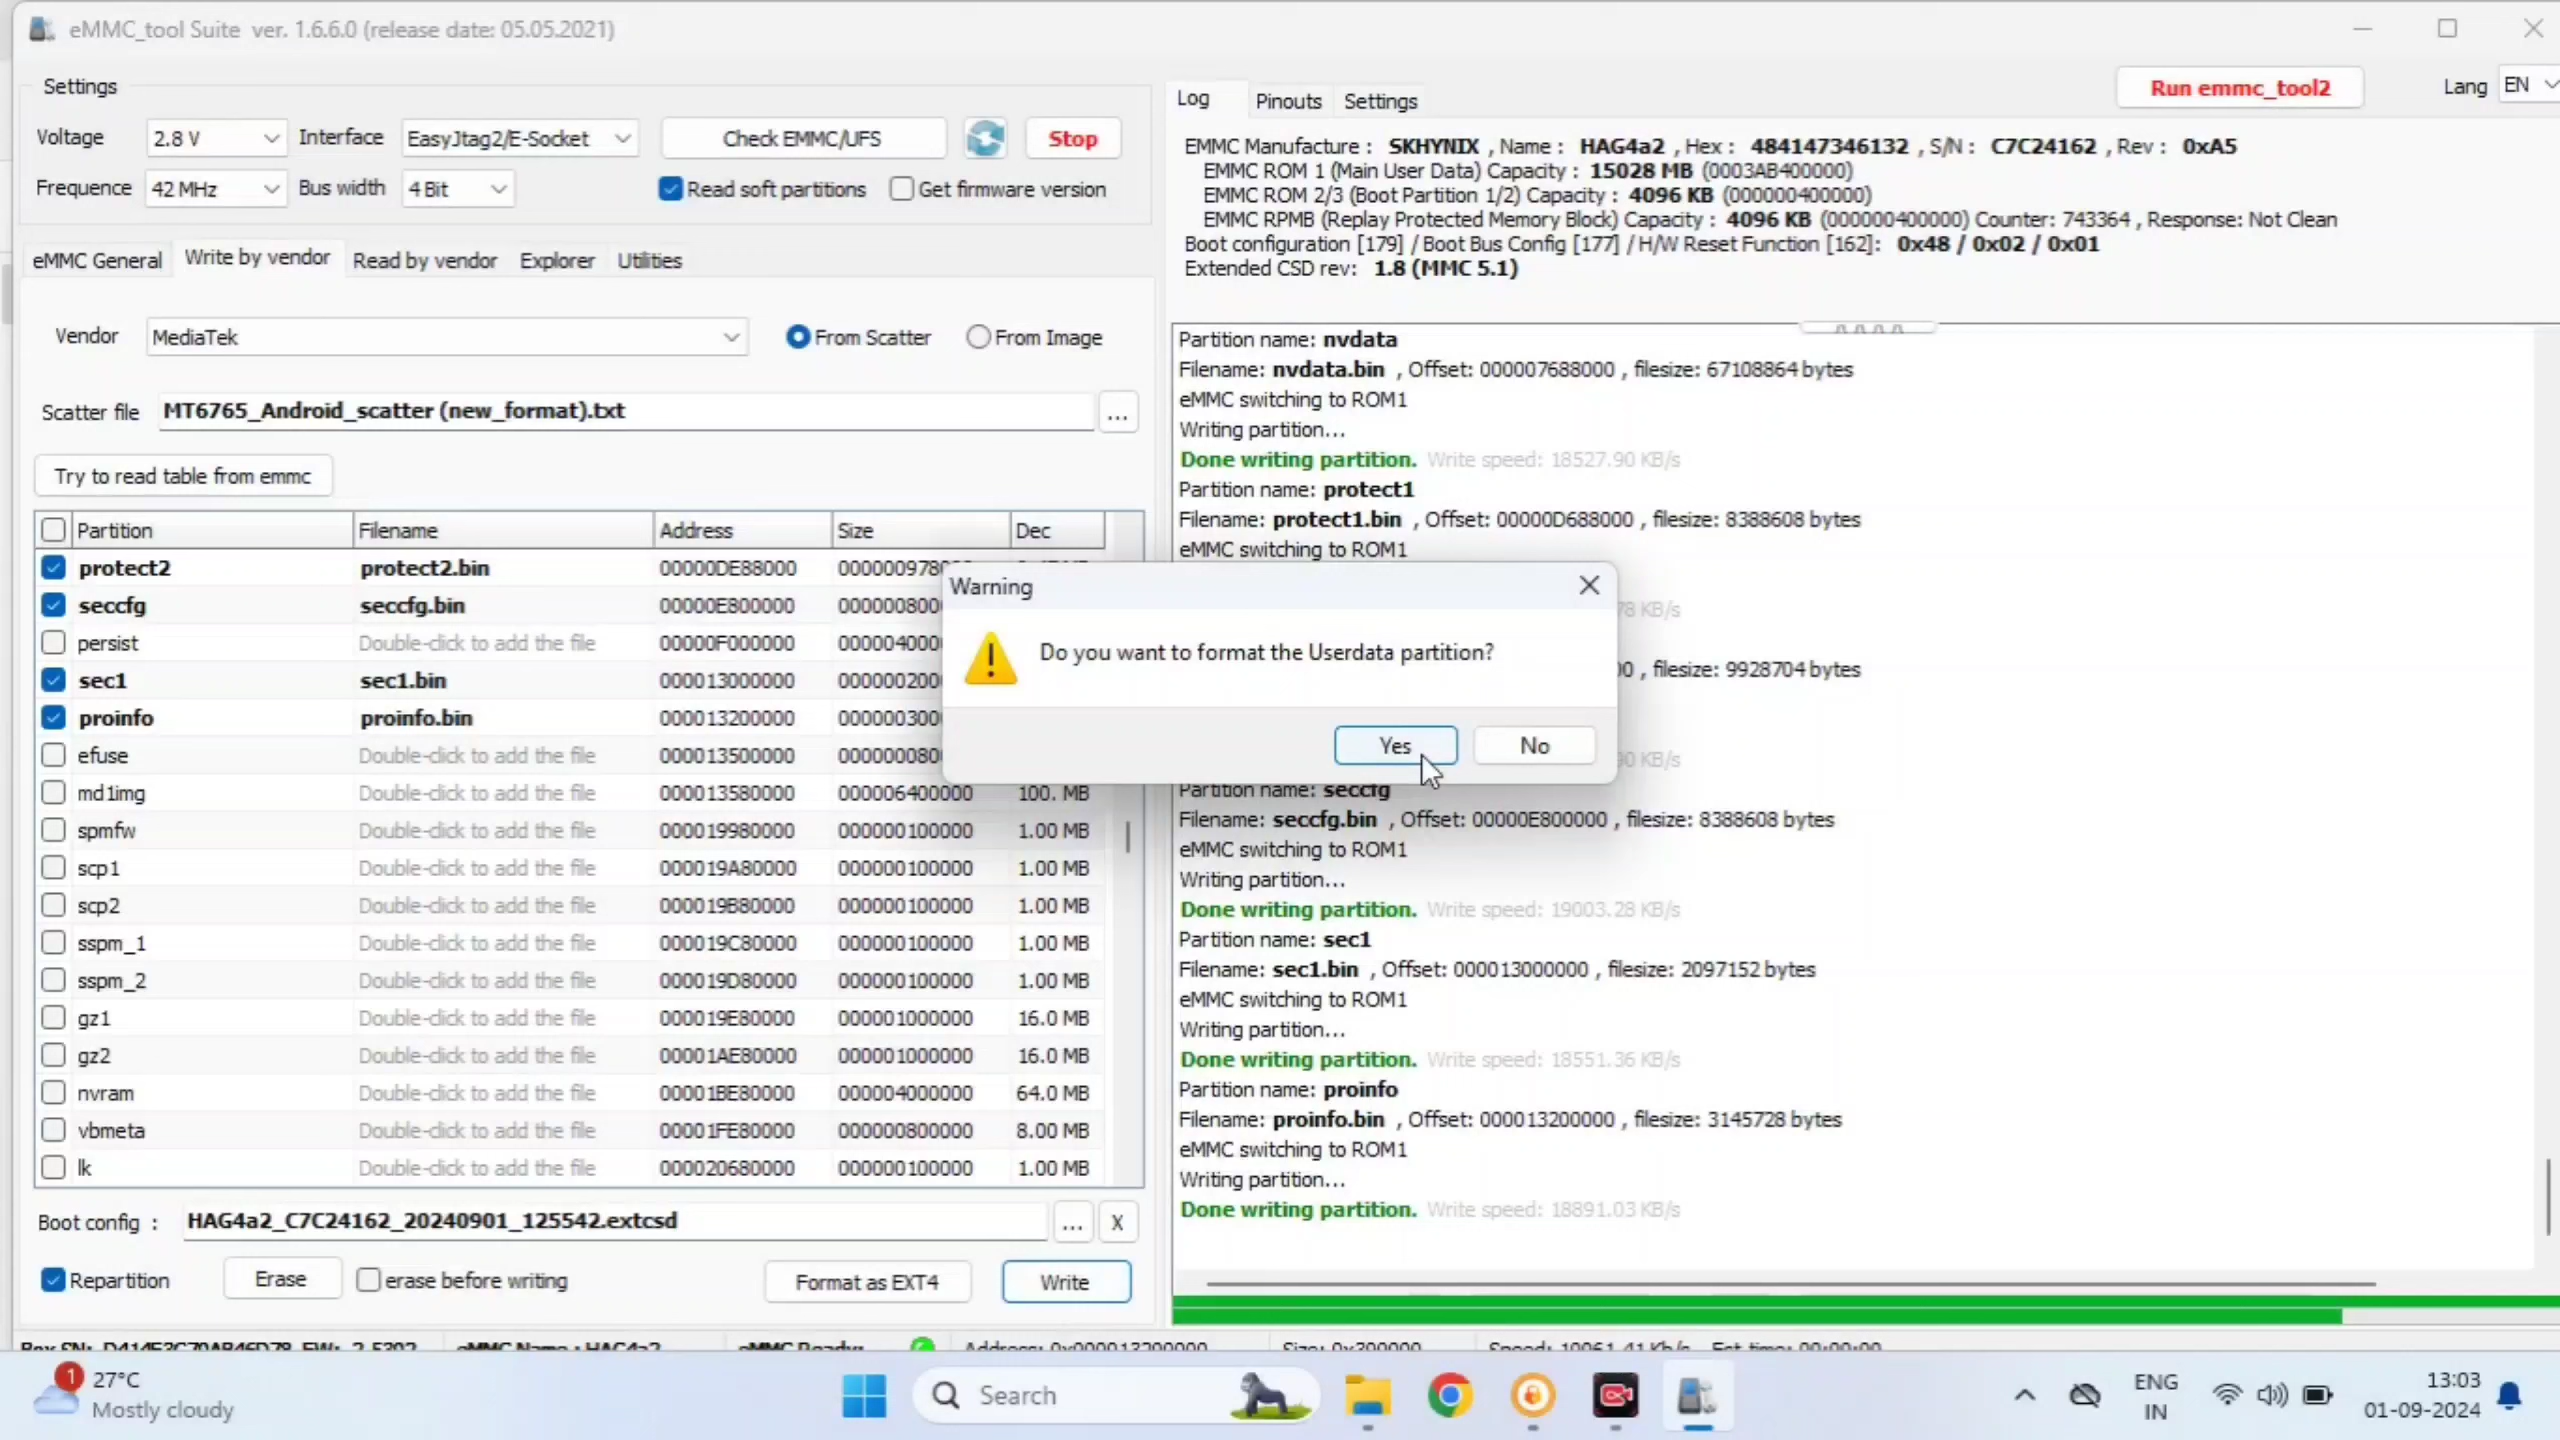 eMMC_tool Suite ver. 1.6.6.0 (release date: 05.05.2021)
Settings
Voltage 2.8 V Interface EasyJtag2/E-Socket Check EMMC/UFS Stop
Frequence 42 MHz Bus width 4 Bit Read soft partitions Get firmware version
eMMC General Write by vendor Read by vendor Explorer Utilities
Vendor MediaTek From Scatter From Image
Scatter file MT6765_Android_scatter (new_format).txt ...
Try to read table from emmc
Partition Filename Address Size Dec
protect2 protect2.bin 00000DE88000 000000978
seccfg seccfg.bin 00000E800000 000000800
persist Double-click to add the file 00000F000000 000004000
sec1 sec1.bin 000013000000 000000200
proinfo proinfo.bin 000013200000 000000300
efuse Double-click to add the file 000013500000 000000080
md1img Double-click to add the file 000013580000 000006400000 100. MB
spmfw Double-click to add the file 000019980000 000000100000 1.00 MB
scp1 Double-click to add the file 000019A80000 000000100000 1.00 MB
scp2 Double-click to add the file 000019B80000 000000100000 1.00 MB
sspm_1 Double-click to add the file 000019C80000 000000100000 1.00 MB
sspm_2 Double-click to add the file 000019D80000 000000100000 1.00 MB
gz1 Double-click to add the file 000019E80000 000001000000 16.0 MB
gz2 Double-click to add the file 00001AE80000 000001000000 16.0 MB
nvram Double-click to add the file 00001BE80000 000004000000 64.0 MB
vbmeta Double-click to add the file 00001FE80000 000000800000 8.00 MB
lk Double-click to add the file 000020680000 000000100000 1.00 MB
Boot config : HAG4a2_C7C24162_20240901_125542.extcsd ... X
Repartition Erase erase before writing Format as EXT4 Write
Log Pinouts Settings Run emmc_tool2 Lang EN
EMMC Manufacture : SKHYNIX , Name : HAG4a2 , Hex : 484147346132 , S/N : C7C24162 , Rev : 0xA5
EMMC ROM 1 (Main User Data) Capacity : 15028 MB (0003AB400000)
EMMC ROM 2/3 (Boot Partition 1/2) Capacity : 4096 KB (000000400000)
EMMC RPMB (Replay Protected Memory Block) Capacity : 4096 KB (000000400000) Counter: 743364 , Response: Not Clean
Boot configuration [179] / Boot Bus Config [177] / H/W Reset Function [162]: 0x48 / 0x02 / 0x01
Extended CSD rev: 1.8 (MMC 5.1)
Partition name: nvdata
Filename: nvdata.bin , Offset: 000007688000 , filesize: 67108864 bytes
eMMC switching to ROM1
Writing partition...
Done writing partition. Write speed: 18527.90 KB/s
Partition name: protect1
Filename: protect1.bin , Offset: 00000D688000 , filesize: 8388608 bytes
eMMC switching to ROM1
78 KB/s
00 , filesize: 9928704 bytes
90 KB/s
Warning
Do you want to format the Userdata partition?
Yes No
Partition name: seccfg
Filename: seccfg.bin , Offset: 00000E800000 , filesize: 8388608 bytes
eMMC switching to ROM1
Writing partition...
Done writing partition. Write speed: 19003.28 KB/s
Partition name: sec1
Filename: sec1.bin , Offset: 000013000000 , filesize: 2097152 bytes
eMMC switching to ROM1
Writing partition...
Done writing partition. Write speed: 18551.36 KB/s
Partition name: proinfo
Filename: proinfo.bin , Offset: 000013200000 , filesize: 3145728 bytes
eMMC switching to ROM1
Writing partition...
Done writing partition. Write speed: 18891.03 KB/s
eMMC Name : HAG4a2 eMMC Ready:
1 27°C
Mostly cloudy
Search
ENG
IN
13:03
01-09-2024